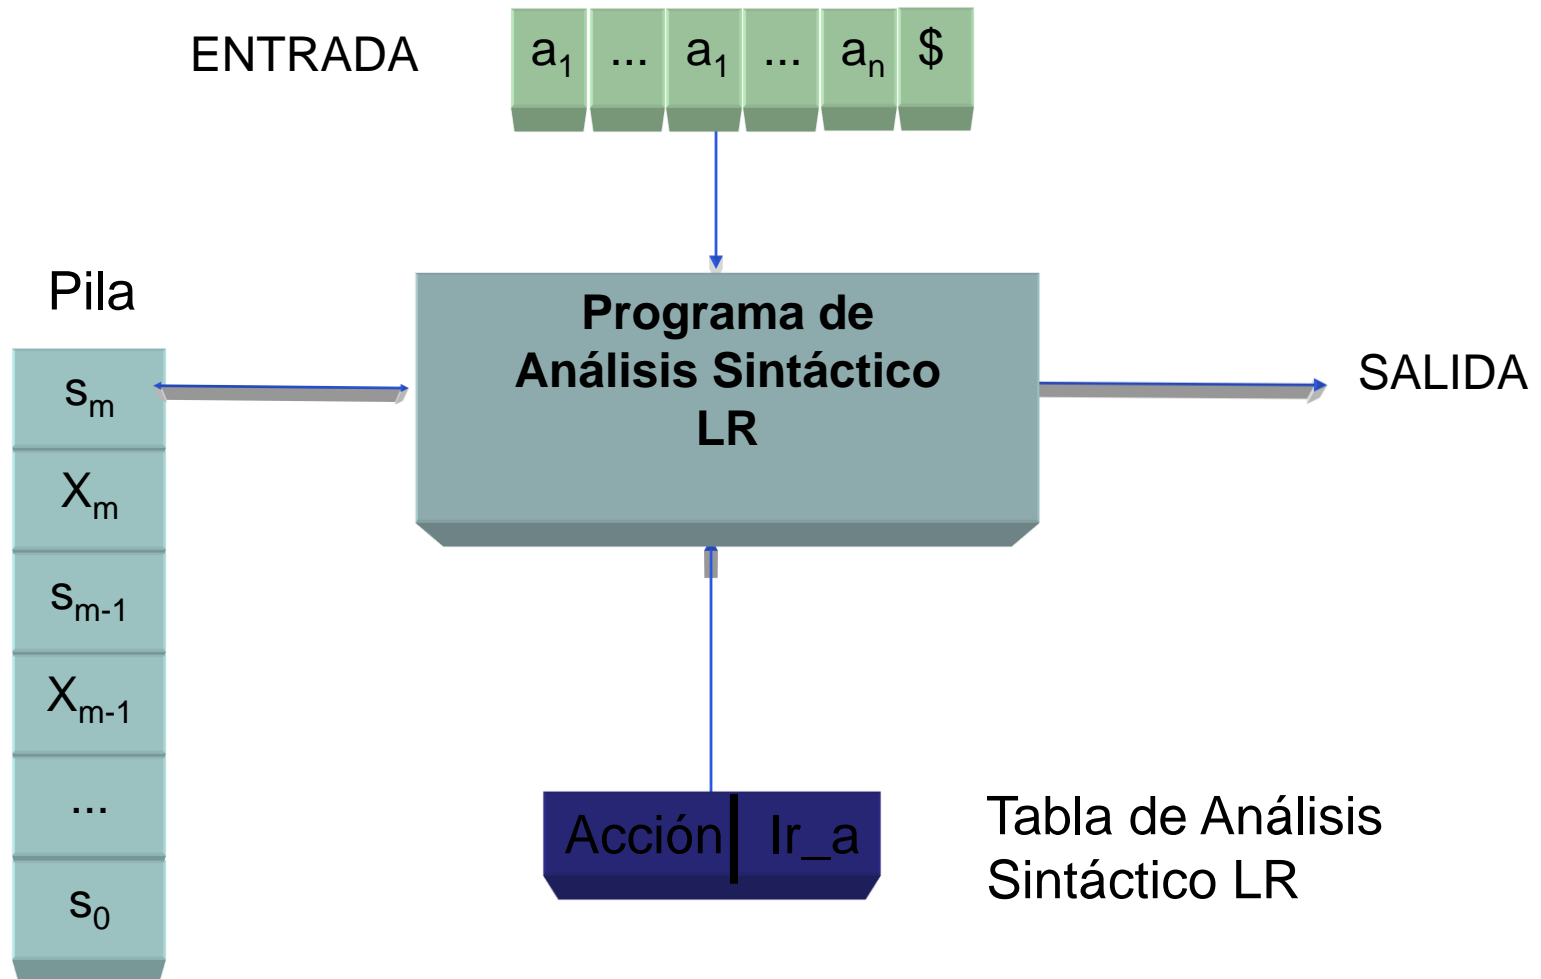 ENTRADA
a₁ ... a₁ ... aₙ $
Pila
sₘ
Xₘ
sₘ₋₁
Xₘ₋₁
...
s₀
Programa de
Análisis Sintáctico
LR
SALIDA
Acción Ir_a
Tabla de Análisis
Sintáctico LR